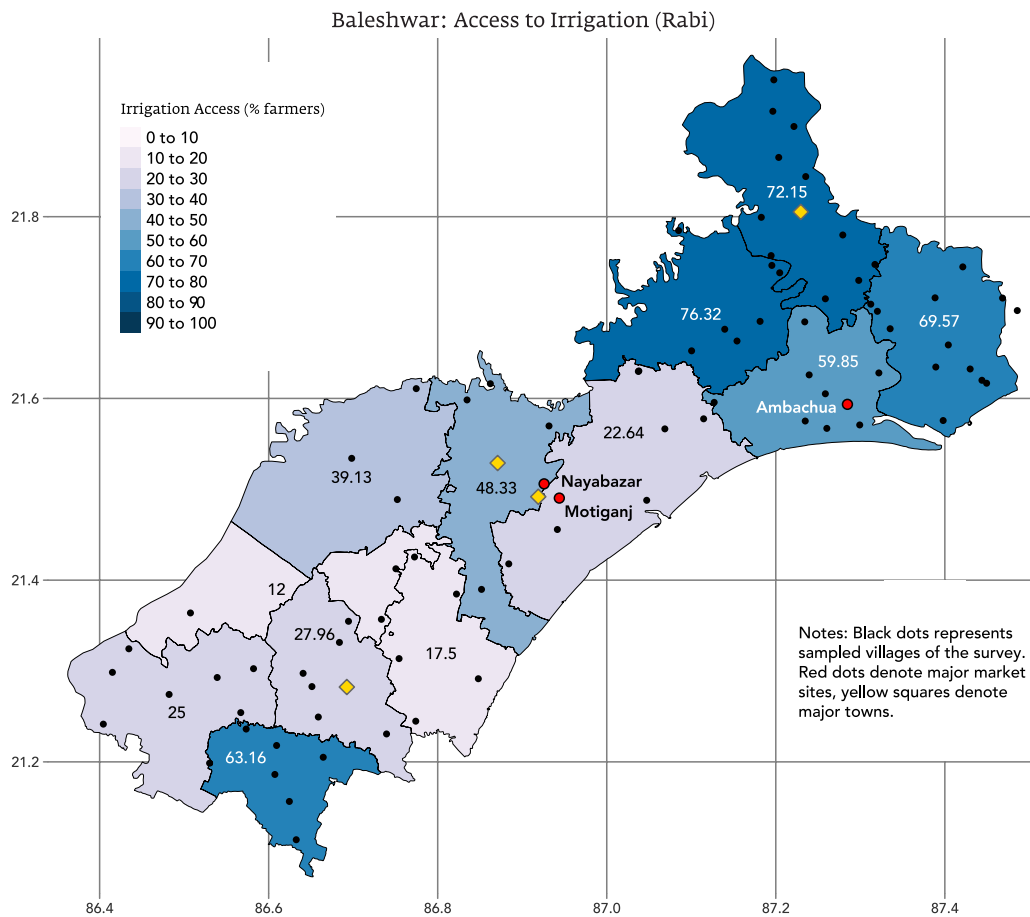 Baleshwar: Access to Irrigation (Rabi)
Irrigation Access (% farmers)
0 to 10
10 to 20
20 to 30
30 to 40
40 to 50
50 to 60
60 to 70
70 to 80
80 to 90
90 to 100
72.15
21.8
76.32
69.57
59.85
21.6
Ambachua
22.64
39.13
48.33
Nayabazar
Motiganj
21.4
12
27.96
17.5
25
63.16
21.2
Notes: Black dots represents
sampled villages of the survey.
Red dots denote major market
sites, yellow squares denote
major towns.
86.4 86.6 86.8 87.0 87.2 87.4